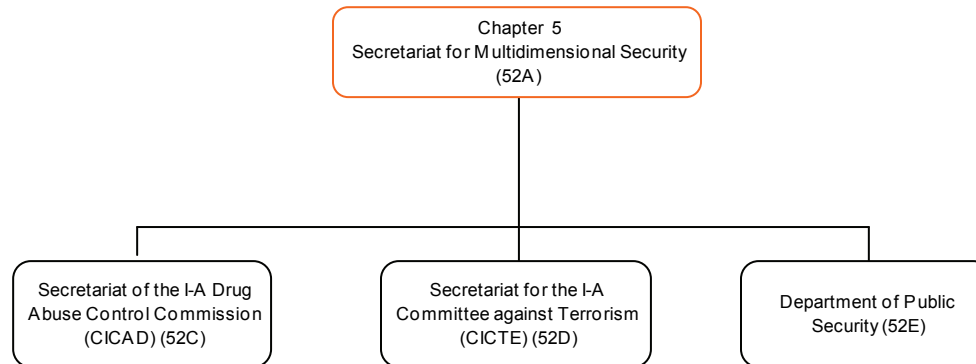 Chapter 5
Secretariat for Multidimensional Security
(52A)
Secretariat of the I-A Drug
Abuse Control Commission
(CICAD) (52C)
Secretariat for the I-A
Committee against Terrorism
(CICTE) (52D)
Department of Public
Security (52E)